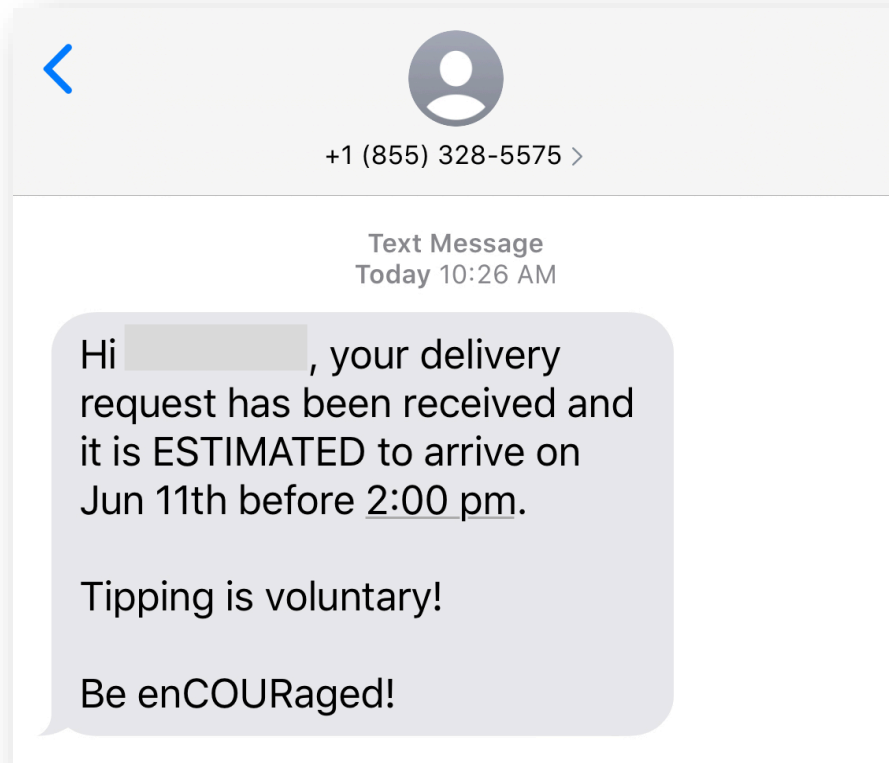 +1 (855) 328-5575 >
Text Message
Today 10:26 AM
Hi , your delivery
request has been received and
it is ESTIMATED to arrive on
Jun 11th before 2:00 pm.
Tipping is voluntary!
Be enCOURaged!